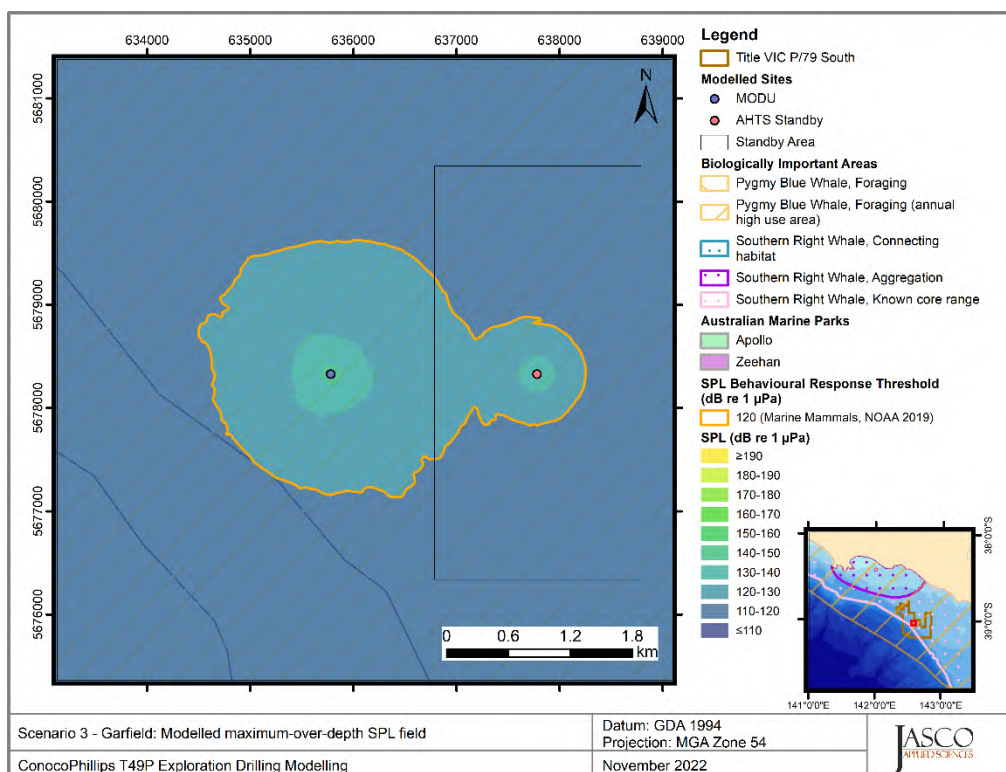 634000 635000 636000 637000 638000 639000
5681000
5680000
5679000
5678000
5677000
5676000
N
0 0.6 1.2 1.8
km
Legend
Title VIC P/79 South
Modelled Sites
MODU
AHTS Standby
Standby Area
Biologically Important Areas
Pygmy Blue Whale, Foraging
Pygmy Blue Whale, Foraging (annual
high use area)
Southern Right Whale, Connecting
habitat
Southern Right Whale, Aggregation
Southern Right Whale, Known core range
Australian Marine Parks
Apollo
Zeehan
SPL Behavioural Response Threshold
(dB re 1 µPa)
120 (Marine Mammals, NOAA 2019)
SPL (dB re 1 µPa)
≥190
180-190
170-180
160-170
150-160
140-150
130-140
120-130
110-120
≤110
38°0'0"S
39°0'0"S
141°0'0"E 142°0'0"E 143°0'0"E
Scenario 3 - Garfield: Modelled maximum-over-depth SPL field
Datum: GDA 1994
Projection: MGA Zone 54
ConocoPhillips T49P Exploration Drilling Modelling
November 2022
JASCO
APPLIED SCIENCES